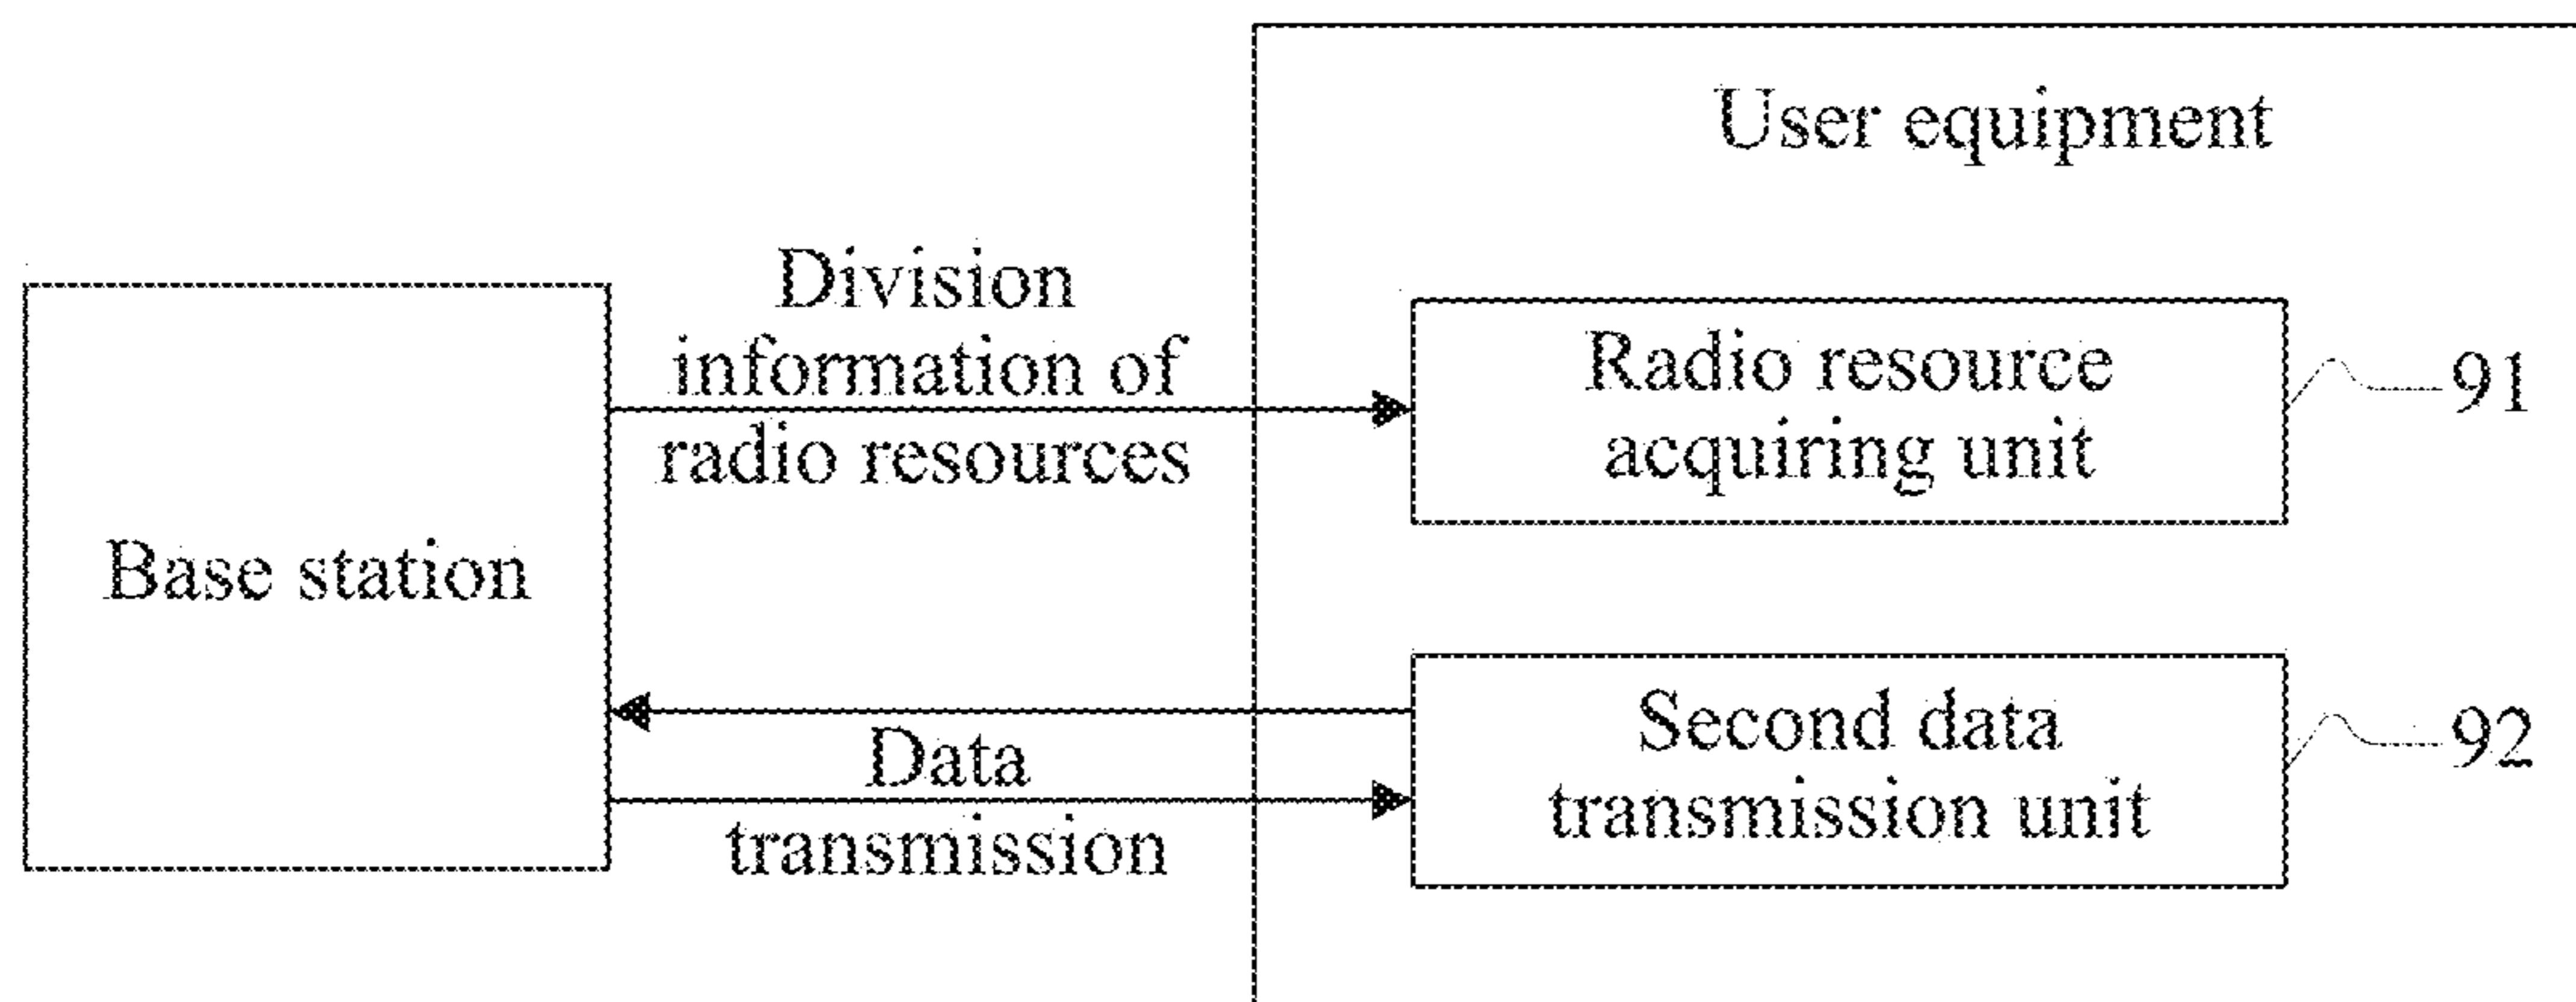 User equipment
Division
information of
radio resources
Base station
Radio resource
acquiring unit
91
Data
transmission
Second data
transmission unit
92